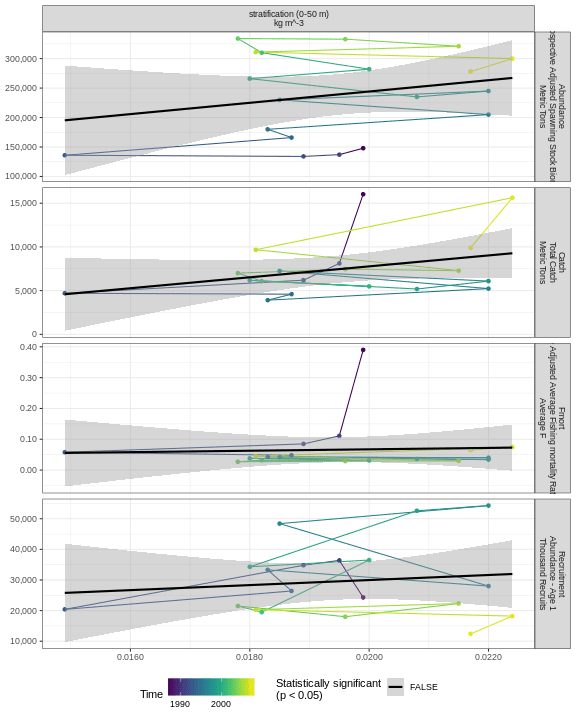 stratification (0-50 m)
kg m^-3
300,000
250,000
200,000
150,000
100,000
Abundance
Adjusted Spawning Stock
Metric Tons
15,000
10,000
5,000
0
Catch
Total Catch
Metric Tons
0.40
0.30
0.20
0.10
0.00
Fmort
Adjusted Average Fishing mortality
Average F
50,000
40,000
30,000
20,000
10,000
Recruitment
Abundance - Age 1
Thousand Recruits
0.0160
0.0180
0.0200
0.0220
Time
1990
2000
Statistically significant
(p < 0.05)
FALSE